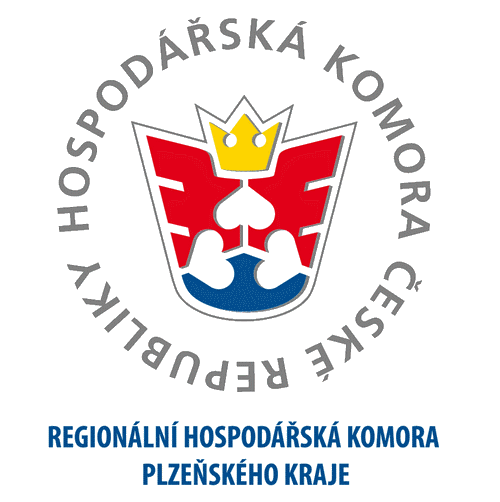 HOSPODÁŘSKÁ KOMORA ČESKÉ REPUBLIKY
REGIONÁLNÍ HOSPODÁŘSKÁ KOMORA
PLZEŇSKÉHO KRAJE